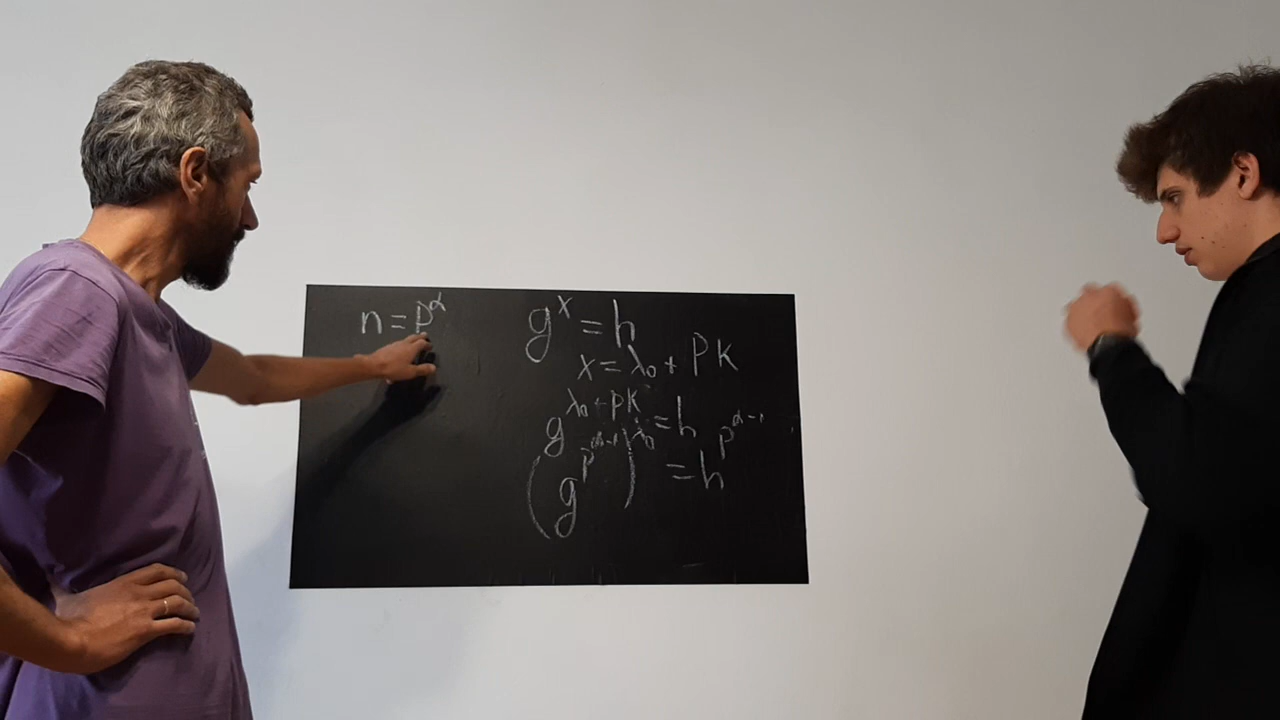 n = p^α
g^x = h
x = λ₀ + pk
g^{λ₀ + pk} = h
(g^{p^{α-1}})^{λ₀} = h^{p^{α-1}}